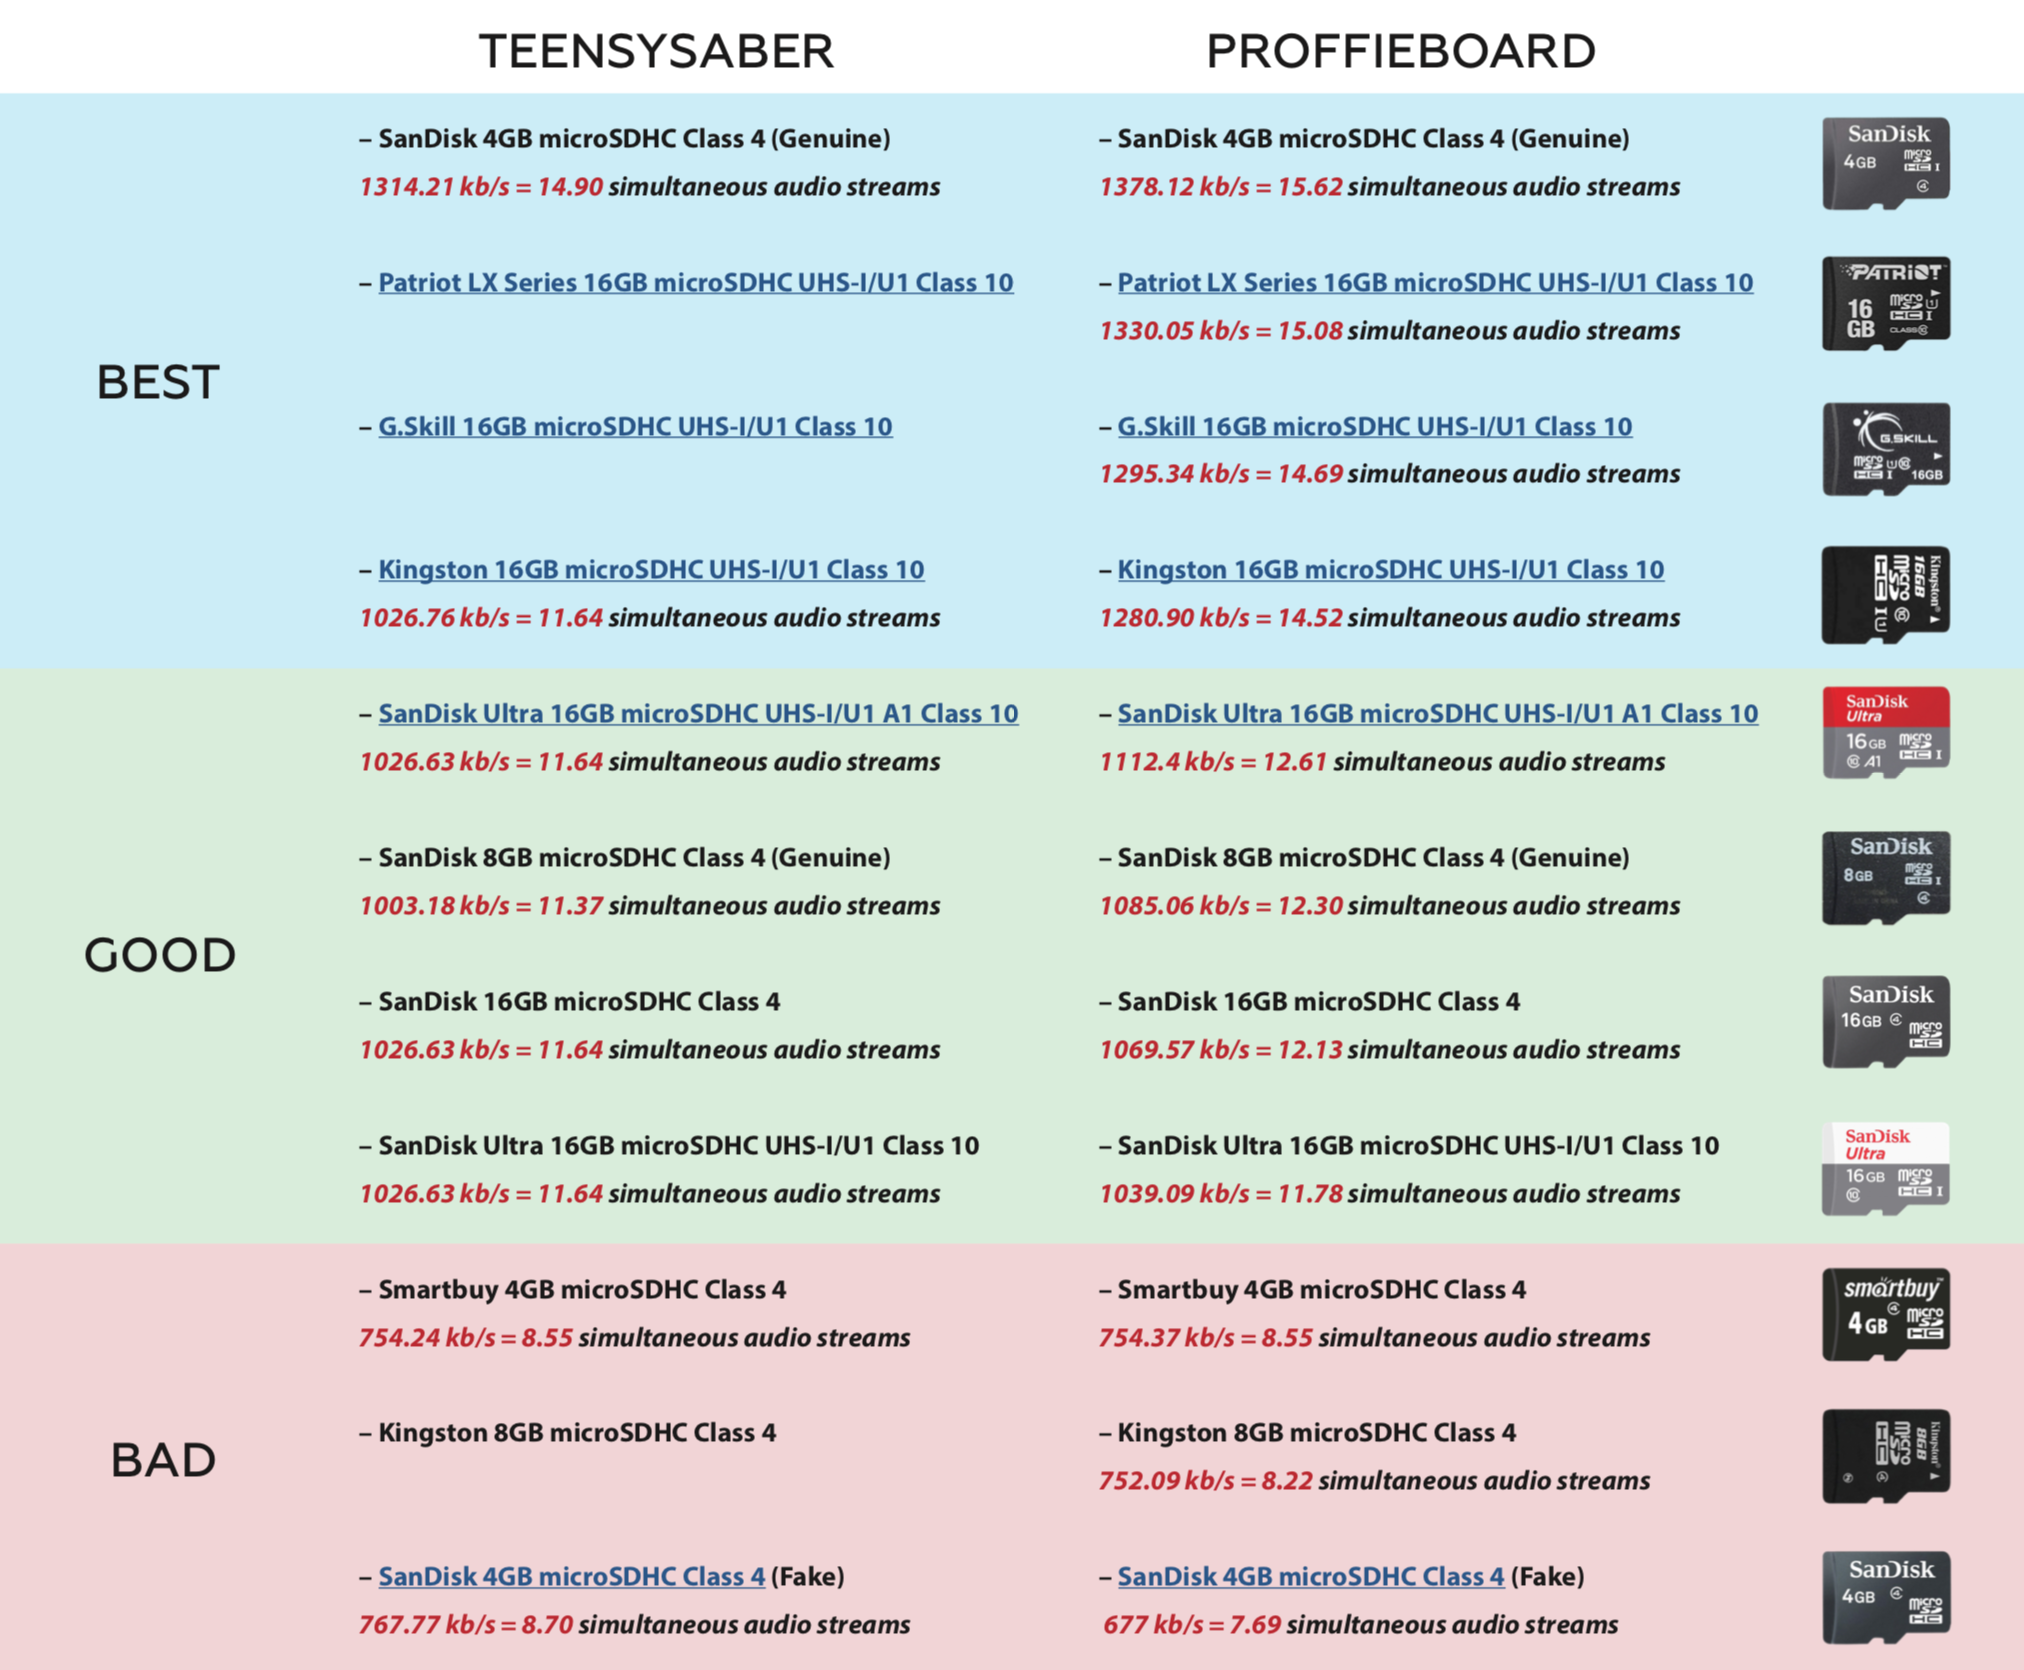 TEENSYSABER PROFFIEBOARD
BEST
– SanDisk 4GB microSDHC Class 4 (Genuine) – SanDisk 4GB microSDHC Class 4 (Genuine)
1314.21 kb/s = 14.90 simultaneous audio streams 1378.12 kb/s = 15.62 simultaneous audio streams
SanDisk
4GB micro SD HC I
4
– Patriot LX Series 16GB microSDHC UHS-I/U1 Class 10 – Patriot LX Series 16GB microSDHC UHS-I/U1 Class 10
1330.05 kb/s = 15.08 simultaneous audio streams
PATRIOT
16 GB micro SD HC I 1
CLASS 10
– G.Skill 16GB microSDHC UHS-I/U1 Class 10 – G.Skill 16GB microSDHC UHS-I/U1 Class 10
1295.34 kb/s = 14.69 simultaneous audio streams
G.SKILL
micro SD HC I 1 10
16GB
– Kingston 16GB microSDHC UHS-I/U1 Class 10 – Kingston 16GB microSDHC UHS-I/U1 Class 10
1026.76 kb/s = 11.64 simultaneous audio streams 1280.90 kb/s = 14.52 simultaneous audio streams
Kingston®
16GB
micro SD HC I 1 10
GOOD
– SanDisk Ultra 16GB microSDHC UHS-I/U1 A1 Class 10 – SanDisk Ultra 16GB microSDHC UHS-I/U1 A1 Class 10
1026.63 kb/s = 11.64 simultaneous audio streams 1112.4 kb/s = 12.61 simultaneous audio streams
SanDisk
Ultra
16GB micro SD HC I
10 A1
– SanDisk 8GB microSDHC Class 4 (Genuine) – SanDisk 8GB microSDHC Class 4 (Genuine)
1003.18 kb/s = 11.37 simultaneous audio streams 1085.06 kb/s = 12.30 simultaneous audio streams
SanDisk
8GB micro SD HC I
4
– SanDisk 16GB microSDHC Class 4 – SanDisk 16GB microSDHC Class 4
1026.63 kb/s = 11.64 simultaneous audio streams 1069.57 kb/s = 12.13 simultaneous audio streams
SanDisk
16GB 4 micro SD HC
– SanDisk Ultra 16GB microSDHC UHS-I/U1 Class 10 – SanDisk Ultra 16GB microSDHC UHS-I/U1 Class 10
1026.63 kb/s = 11.64 simultaneous audio streams 1039.09 kb/s = 11.78 simultaneous audio streams
SanDisk
Ultra
16GB micro SD HC I
10
BAD
– Smartbuy 4GB microSDHC Class 4 – Smartbuy 4GB microSDHC Class 4
754.24 kb/s = 8.55 simultaneous audio streams 754.37 kb/s = 8.55 simultaneous audio streams
smartbuy™
4GB 4 micro SD HC
– Kingston 8GB microSDHC Class 4 – Kingston 8GB microSDHC Class 4
752.09 kb/s = 8.22 simultaneous audio streams
Kingston®
8GB
micro SD HC 4
– SanDisk 4GB microSDHC Class 4 (Fake) – SanDisk 4GB microSDHC Class 4 (Fake)
767.77 kb/s = 8.70 simultaneous audio streams 677 kb/s = 7.69 simultaneous audio streams
SanDisk
4GB 4 micro SD HC